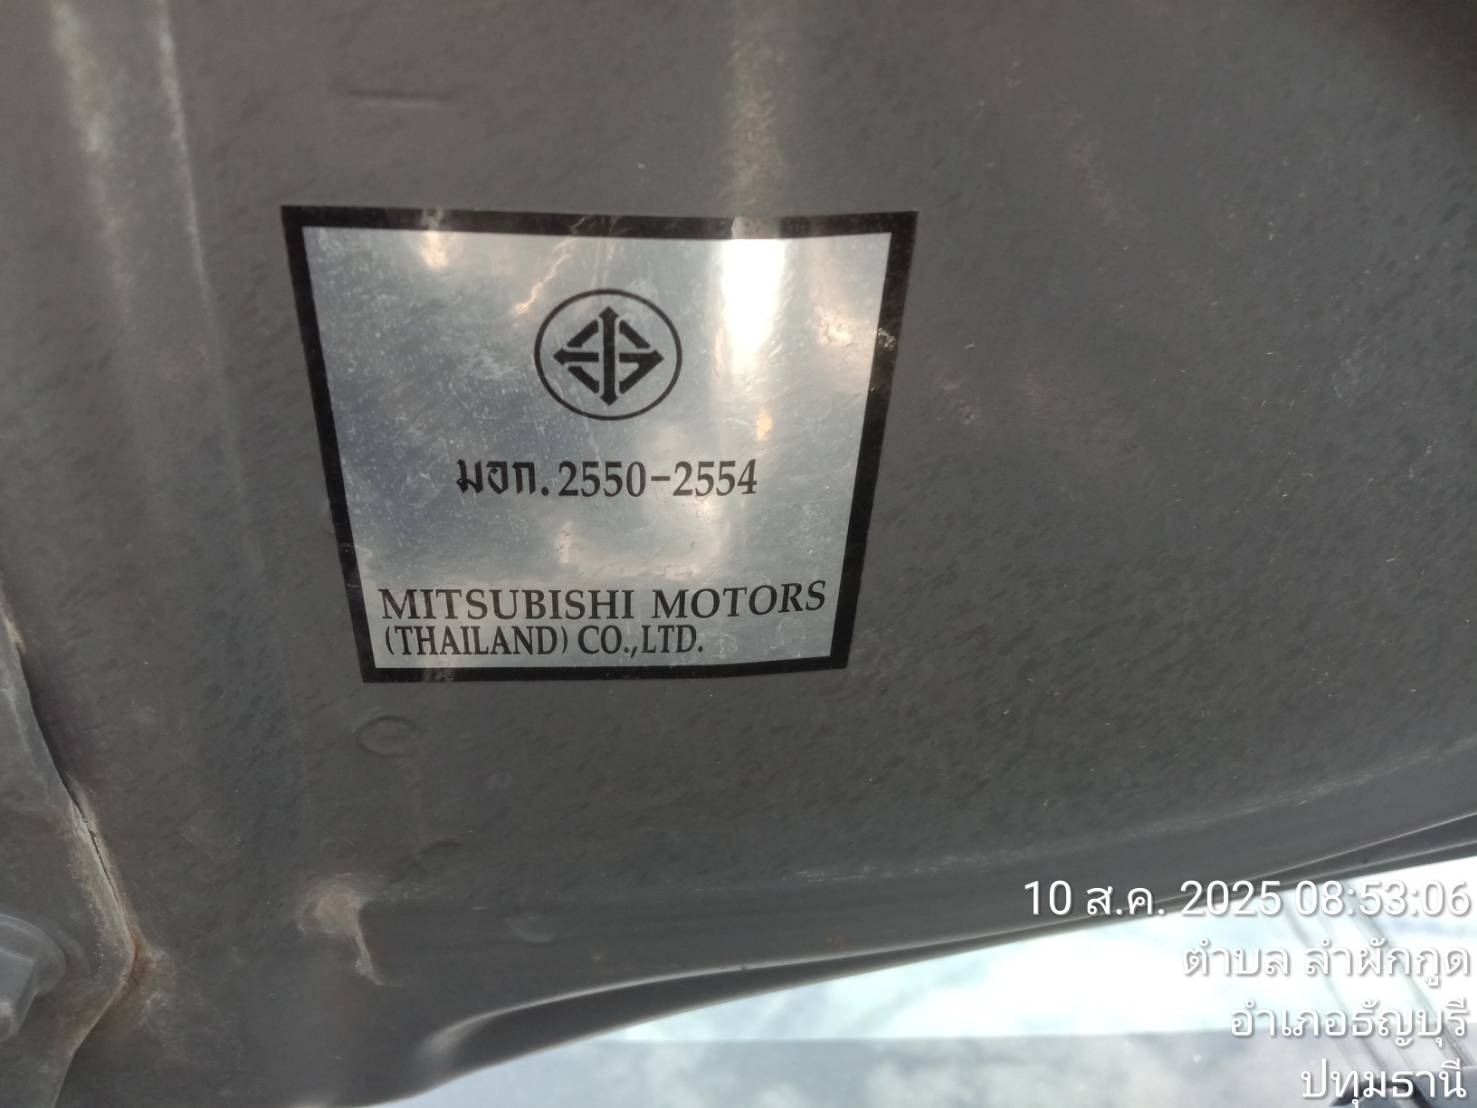 มอก.2550-2554
MITSUBISHI MOTORS
(THAILAND) CO.,LTD.
10 ส.ค. 2025 08:53:06
ตำบล ลำผักกูด
อำเภอธัญบุรี
ปทุมธานี